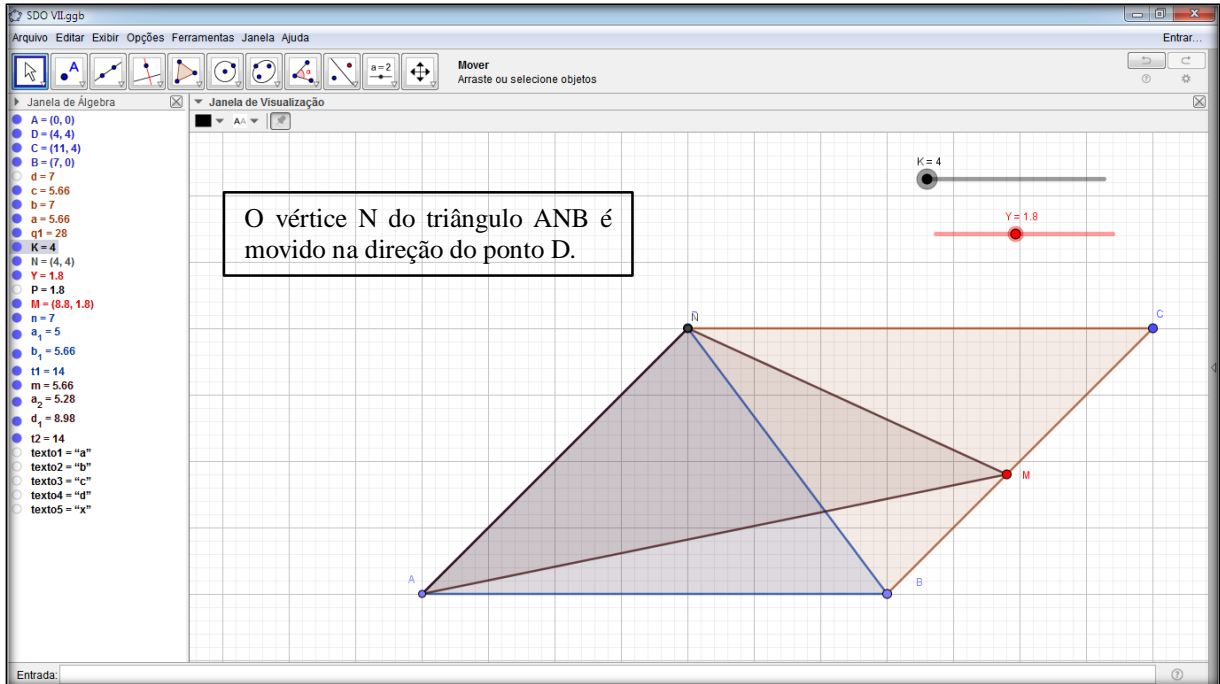 SDO VII.ggb
Arquivo Editar Exibir Opções Ferramentas Janela Ajuda
Entrar...
A
α
a = 2
Mover
Arraste ou selecione objetos
Janela de Álgebra
Janela de Visualização
AA
A = (0, 0)
D = (4, 4)
C = (11, 4)
B = (7, 0)
d = 7
c = 5.66
b = 7
a = 5.66
q1 = 28
K = 4
N = (4, 4)
Y = 1.8
P = 1.8
M = (8.8, 1.8)
n = 7
a₁ = 5
b₁ = 5.66
t1 = 14
m = 5.66
a₂ = 5.28
d₁ = 8.98
t2 = 14
texto1 = “a”
texto2 = “b”
texto3 = “c”
texto4 = “d”
texto5 = “x”
K = 4
Y = 1.8
O vértice N do triângulo ANB é
movido na direção do ponto D.
N
C
M
A
B
Entrada: